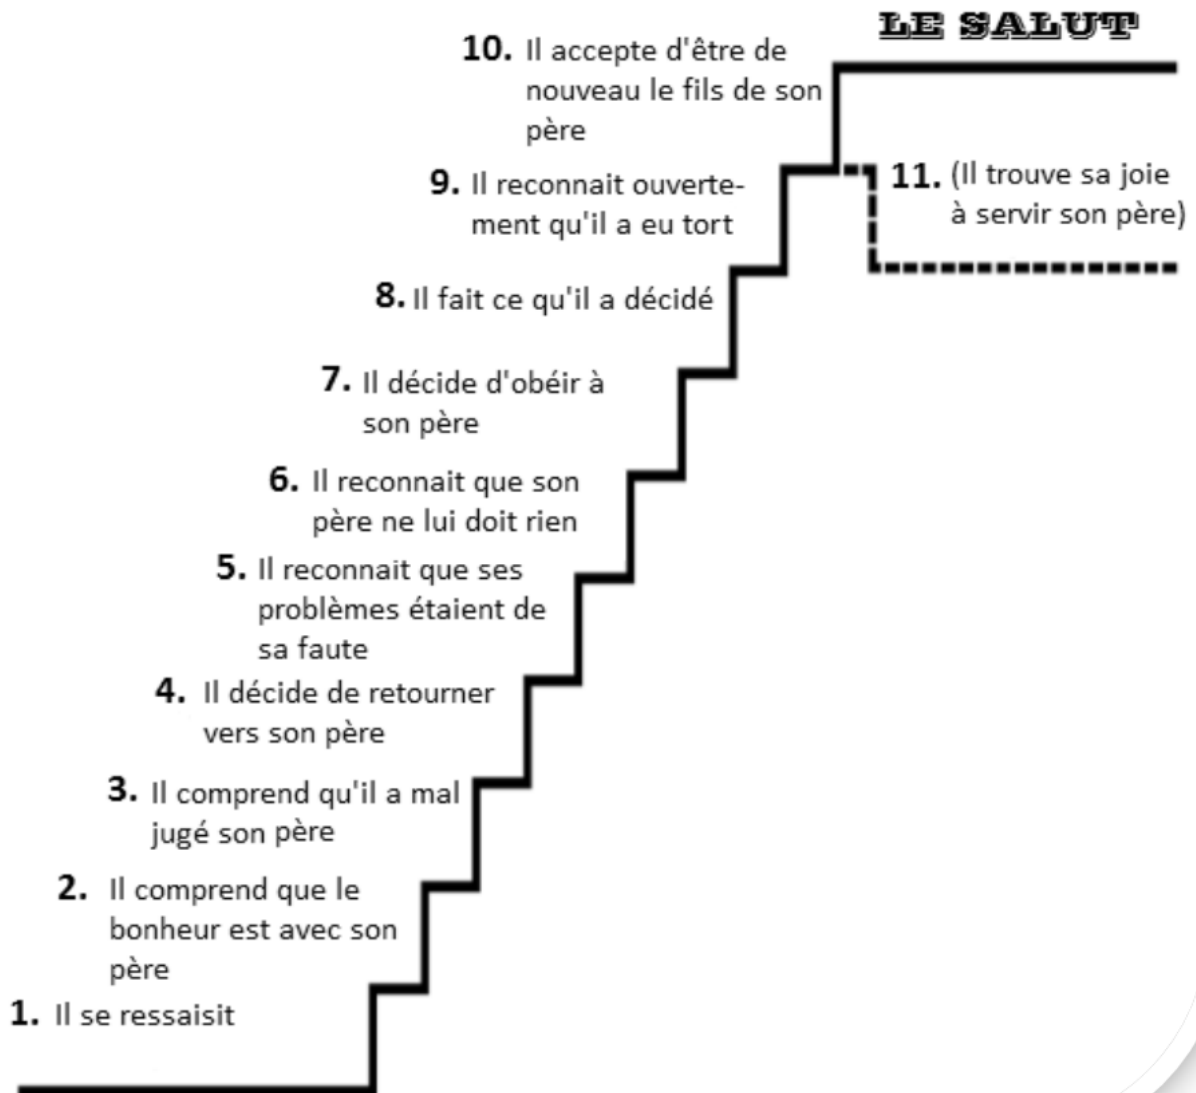 LE SALUT
10. Il accepte d'être de
nouveau le fils de son
père
11. (Il trouve sa joie
à servir son père)
9. Il reconnait ouverte-
ment qu'il a eu tort
8. Il fait ce qu'il a décidé
7. Il décide d'obéir à
son père
6. Il reconnait que son
père ne lui doit rien
5. Il reconnait que ses
problèmes étaient de
sa faute
4. Il décide de retourner
vers son père
3. Il comprend qu'il a mal
jugé son père
2. Il comprend que le
bonheur est avec son
père
1. Il se ressaisit